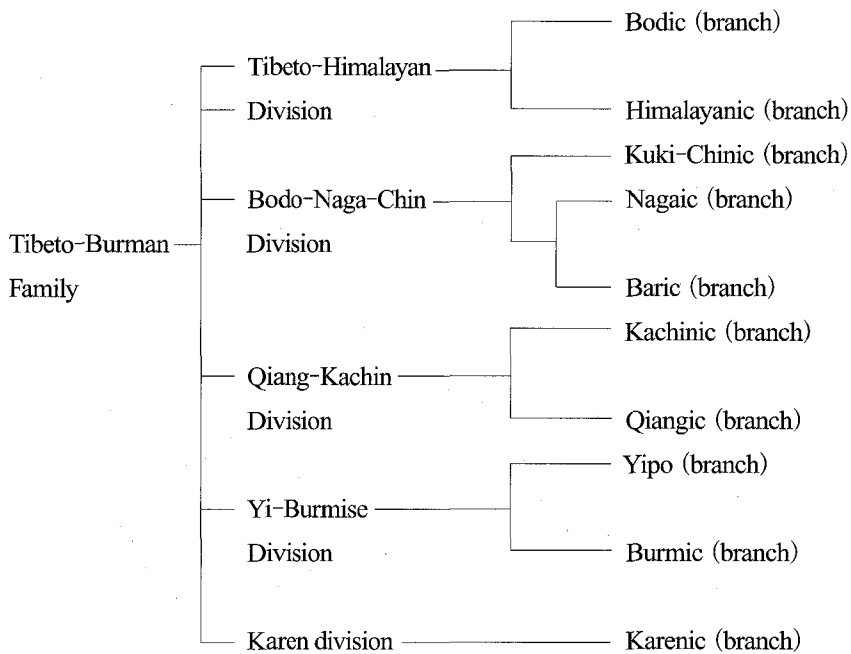 Bodic (branch)
Tibeto-Himalayan
Division
Himalayanic (branch)
Kuki-Chinic (branch)
Bodo-Naga-Chin
Nagaic (branch)
Tibeto-Burman
Division
Family
Baric (branch)
Kachinic (branch)
Qiang-Kachin
Division
Qiangic (branch)
Yipo (branch)
Yi-Burmise
Division
Burmic (branch)
Karen division
Karenic (branch)